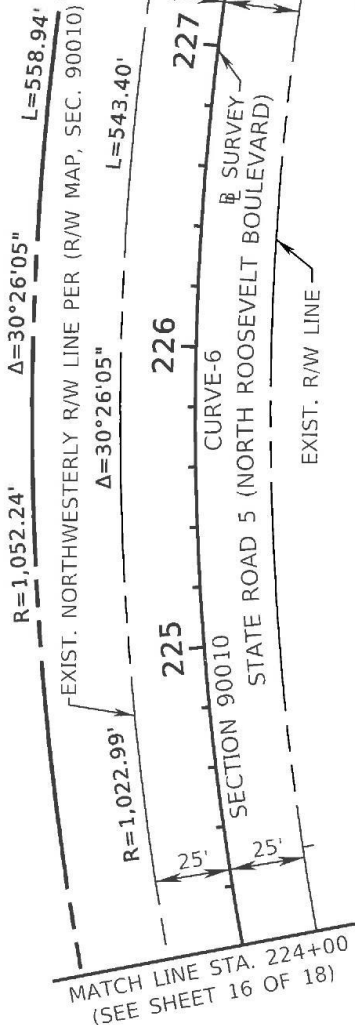 R=1,052.24' Δ=30°26'05" L=558.94'
EXIST. NORTHWESTERLY R/W LINE PER (R/W MAP, SEC. 90010)
R=1,022.99' Δ=30°26'05" L=543.40'
225 226 227
CURVE-6
SECTION 90010
STATE ROAD 5 (NORTH ROOSEVELT BOULEVARD)
SURVEY
EXIST. R/W LINE
25'
25'
MATCH LINE STA. 224+00
(SEE SHEET 16 OF 18)